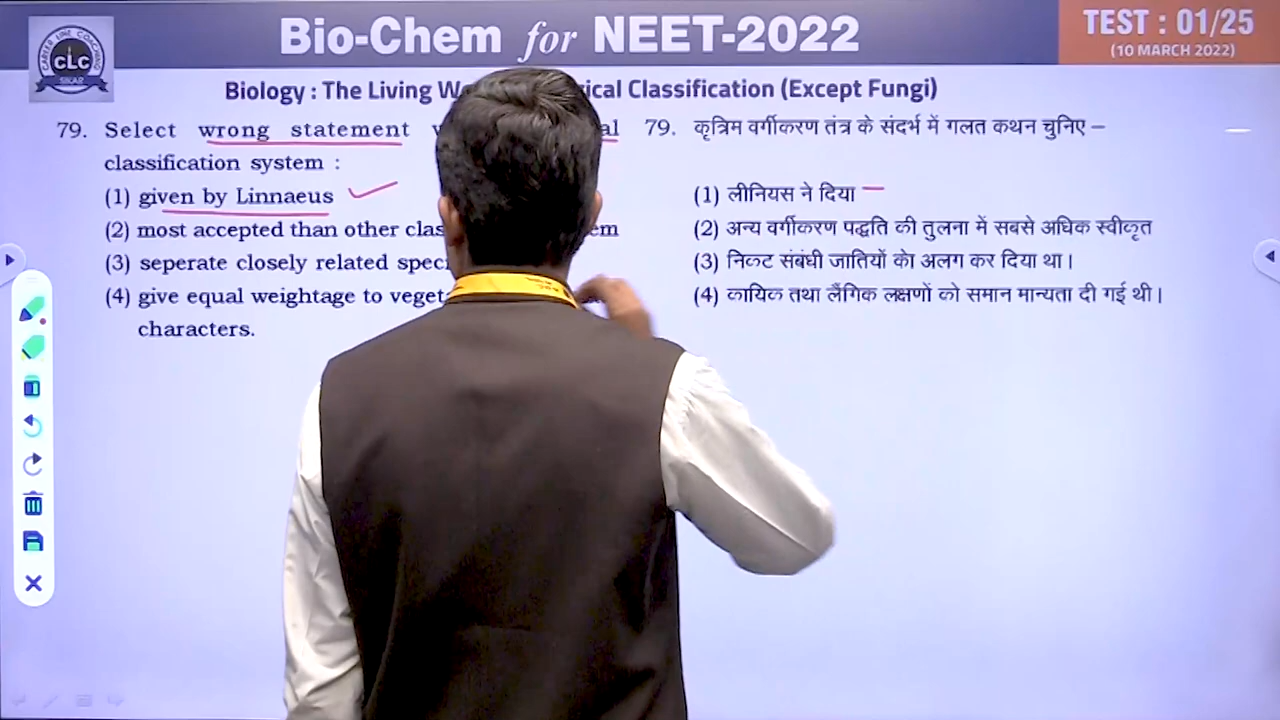 Bio-Chem for NEET-2022
TEST : 01/25
(10 MARCH 2022)
CAREER LINE COACHING
CLC
SIKAR
Biology : The Living ical Classification (Except Fungi)
79. Select wrong statement al
classification system :
(1) given by Linnaeus
(2) most accepted than other clas em
(3) seperate closely related spec
(4) give equal weightage to veget
characters.
79. कृत्रिम वर्गीकरण तंत्र के संदर्भ में गलत कथन चुनिए –
(1) लीनियस ने दिया
(2) अन्य वर्गीकरण पद्धति की तुलना में सबसे अधिक स्वीकृत
(3) निकट संबंधी जातियों को अलग कर दिया था।
(4) कायिक तथा लैंगिक लक्षणों को समान मान्यता दी गई थी।